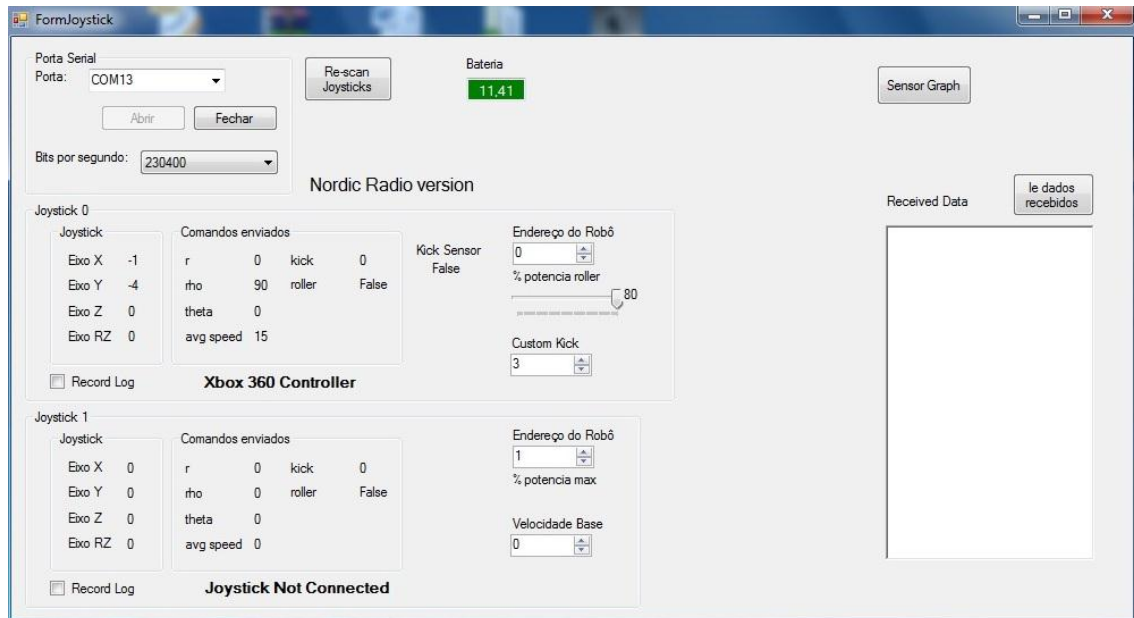 FormJoystick
Porta Serial
Porta: COM13
Abrir Fechar
Bits por segundo: 230400
Re-scan
Joysticks
Bateria
11,41
Sensor Graph
Nordic Radio version
Received Data
le dados
recebidos
Joystick 0
Joystick
Eixo X -1
Eixo Y -4
Eixo Z 0
Eixo RZ 0
Comandos enviados
r 0 kick 0
rho 90 roller False
theta 0
avg speed 15
Kick Sensor
False
Endereço do Robô
0
% potencia roller
80
Custom Kick
3
Record Log
Xbox 360 Controller
Joystick 1
Joystick
Eixo X 0
Eixo Y 0
Eixo Z 0
Eixo RZ 0
Comandos enviados
r 0 kick 0
rho 0 roller False
theta 0
avg speed 0
Endereço do Robô
1
% potencia max
Velocidade Base
0
Record Log
Joystick Not Connected